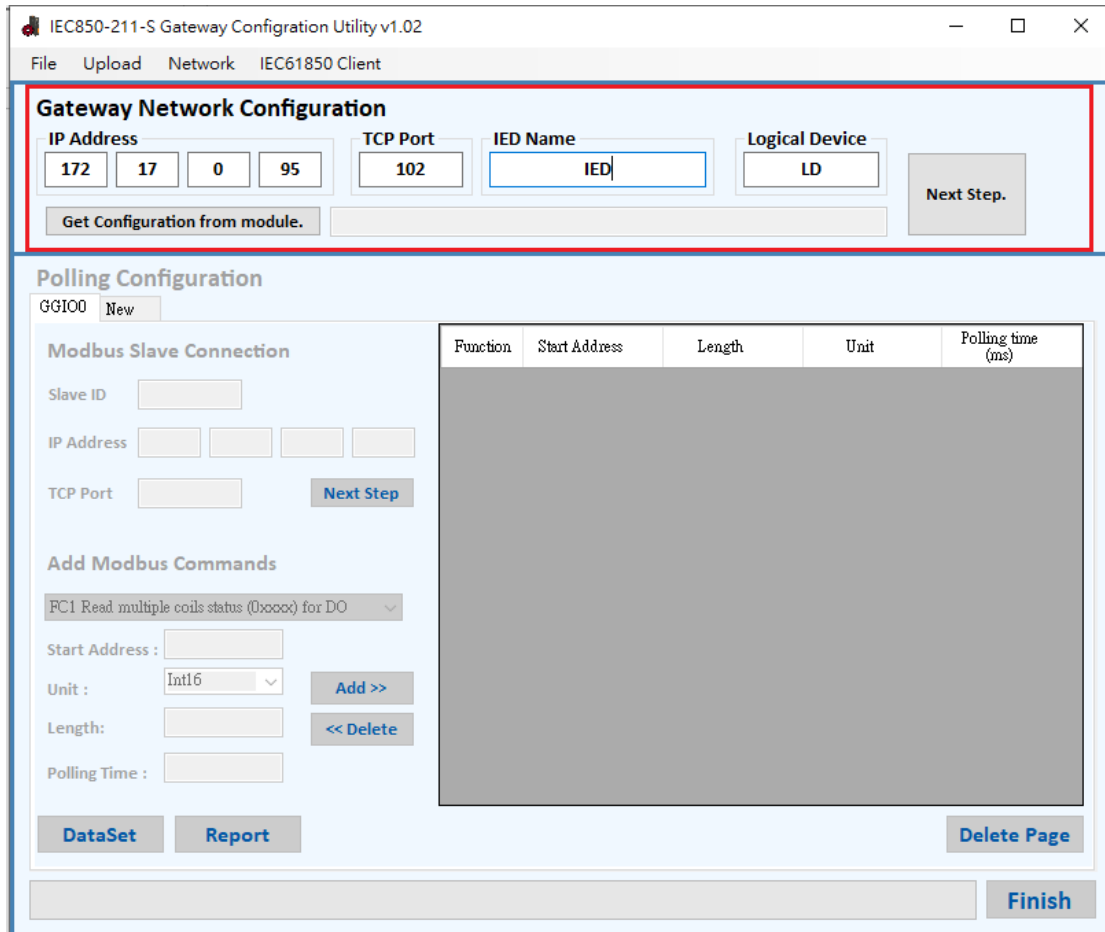 IEC850-211-S Gateway Configration Utility v1.02
File Upload Network IEC61850 Client
Gateway Network Configuration
IP Address TCP Port IED Name Logical Device
172 17 0 95 102 IED LD
Next Step.
Get Configuration from module.
Polling Configuration
GGIO0 New
Modbus Slave Connection
Slave ID
IP Address
TCP Port Next Step
Add Modbus Commands
FC1 Read multiple coils status (0xxxx) for DO
Start Address :
Unit : Int16 Add >>
Length: << Delete
Polling Time :
Function Start Address Length Unit Polling time
(ms)
DataSet Report Delete Page
Finish